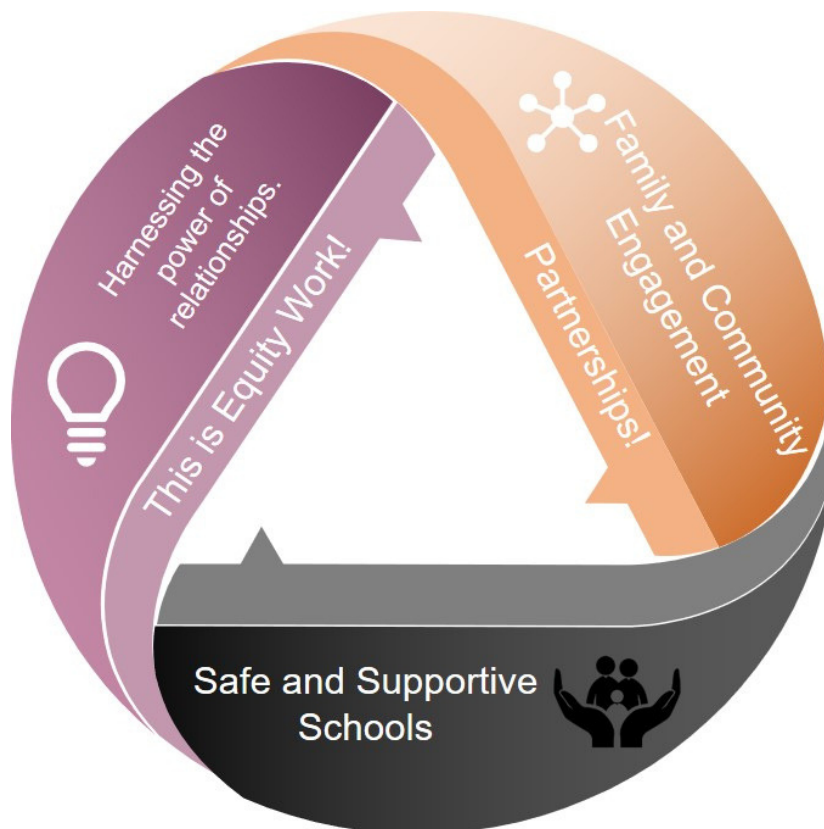 Harnessing the
power of
relationships.
This is Equity Work!
Family and Community
Engagement
Partnerships!
Safe and Supportive
Schools